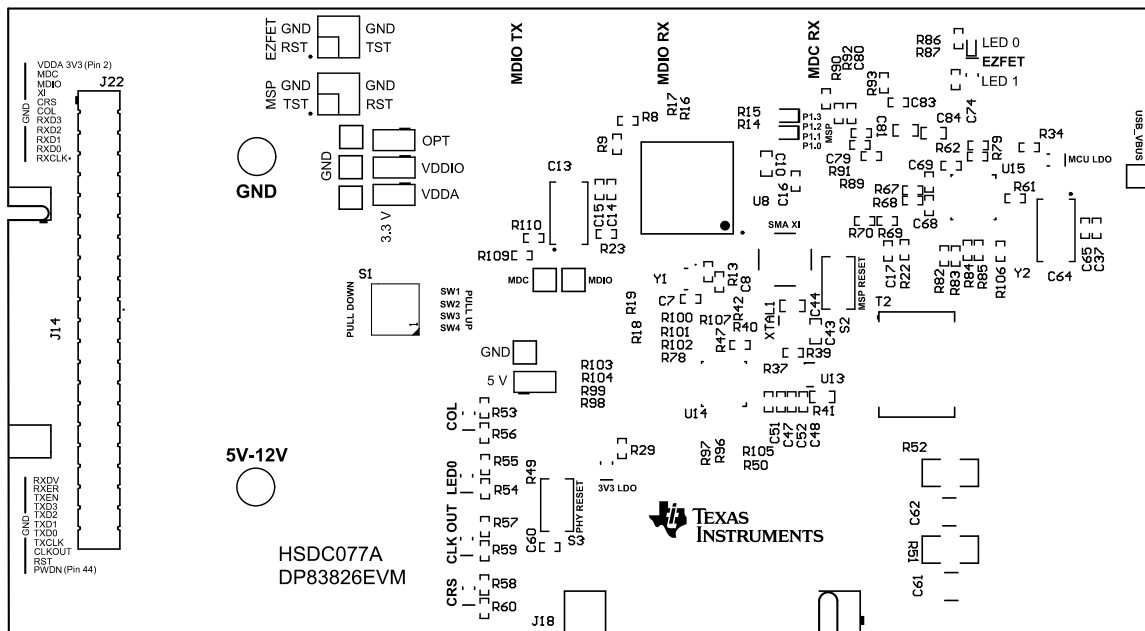 EZFET
GND
RST
GND
TST
MSP
GND
TST
GND
RST
MDIO TX
MDIO RX
MDC RX
R86
R87
LED 0
EZFET
LED 1
R90
R92
C80
R93
C74
VDDA 3V3 (Pin 2)
MDC
MDIO
XI
CRS
COL
RXD3
RXD2
RXD1
RXD0
RXCLK
GND
J22
GND
OPT
VDDIO
VDDA
GND
3.3 V
R8
R9
R17
R16
R15
R14
P1.3
P1.2
P1.1
P1.0
MSP
C83
C81
C84
R62
R79
R34
MCU LDO
USB_VBUS
C79
R91
R89
C69
U15
C13
C15
C14
C10
C16
U8
R67
R68
C68
R61
R110
R109
R23
SMA XI
R70
R69
MDC
MDIO
Y1
R13
C8
MSP RESET
C17
R22
R82
R83
R84
R85
R106
Y2
C64
C65
C37
S1
PULL DOWN
1
SW1
SW2
SW3
SW4
PULL UP
R19
R18
C7
R100
R101
R102
R78
R107
R42
R47
R40
XTAL1
C44
C43
S2
T2
J14
GND
5 V
R103
R104
R99
R98
R37
R39
U13
U14
R41
C51
C47
C52
C48
COL
R53
R56
5V-12V
LED0
R55
R54
R49
PHY RESET
R29
3V3 LDO
R97
R96
R105
R50
R52
RXDV
RXER
TXEN
TXD3
TXD2
TXD1
TXD0
TXCLK
CLKOUT
RST
PWDN (Pin 44)
GND
CLK OUT
R57
R59
C60
S3
TEXAS
INSTRUMENTS
C62
R51
C61
HSDC077A
DP83826EVM
CRS
R58
R60
J18